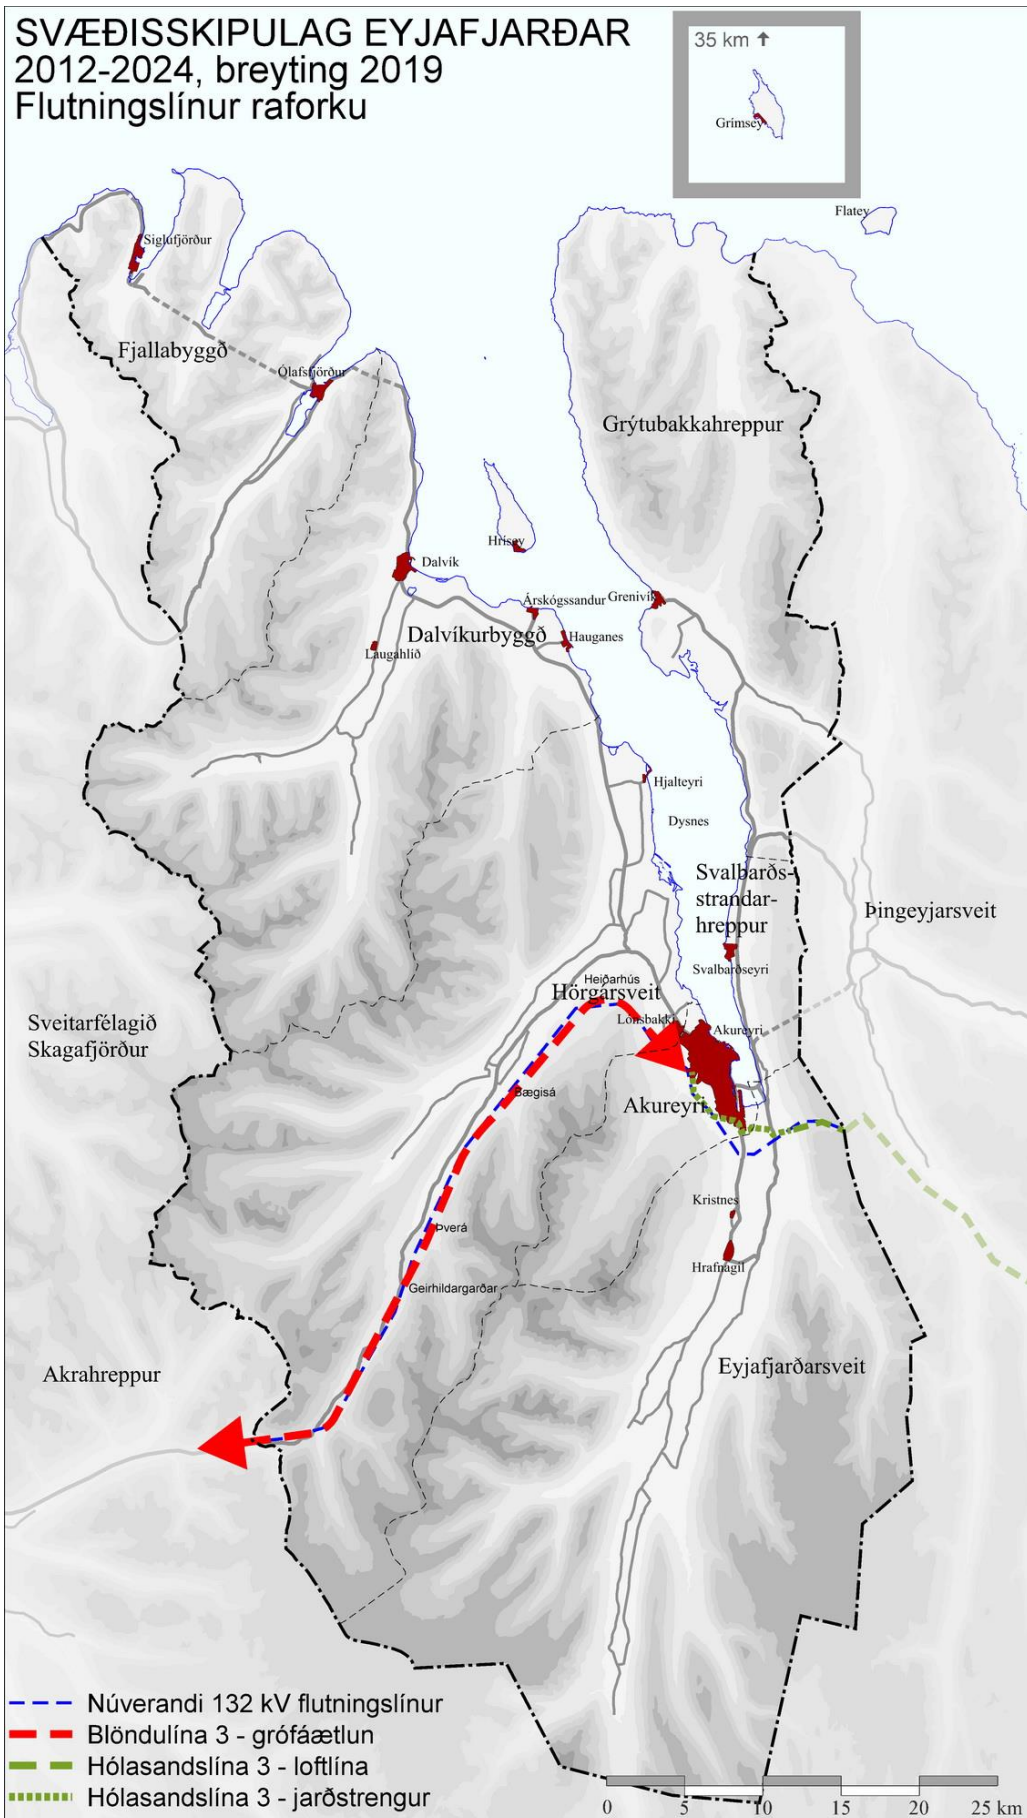 SVÆÐISSKIPULAG EYJAFJARÐAR
2012-2024, breyting 2019
Flutningslínur raforku
35 km
Grímsey
Flatey
Siglufjörður
Fjallabyggð
Ólafsfjörður
Grýtubakkahreppur
Hrísey
Dalvík
Árskógssandur
Grenivík
Dalvíkurbyggð
Hauganes
Laugahlíð
Hjalteyri
Dysnes
Svalbarðs-
strandar-
hreppur
Þingeyjarsveit
Svalbarðseyri
Heiðarhús
Hörgársveit
Lónsbakki
Akureyri
Sveitarfélagið
Skagafjörður
Bægisá
Akureyri
Kristnes
Þverá
Hrafnagil
Geirhildargarðar
Eyjafjarðarsveit
Akrahreppur
Núverandi 132 kV flutningslínur
Blöndulína 3 - grófáætlun
Hólasandslína 3 - loftlína
Hólasandslína 3 - jarðstrengur
0 5 10 15 20 25 km